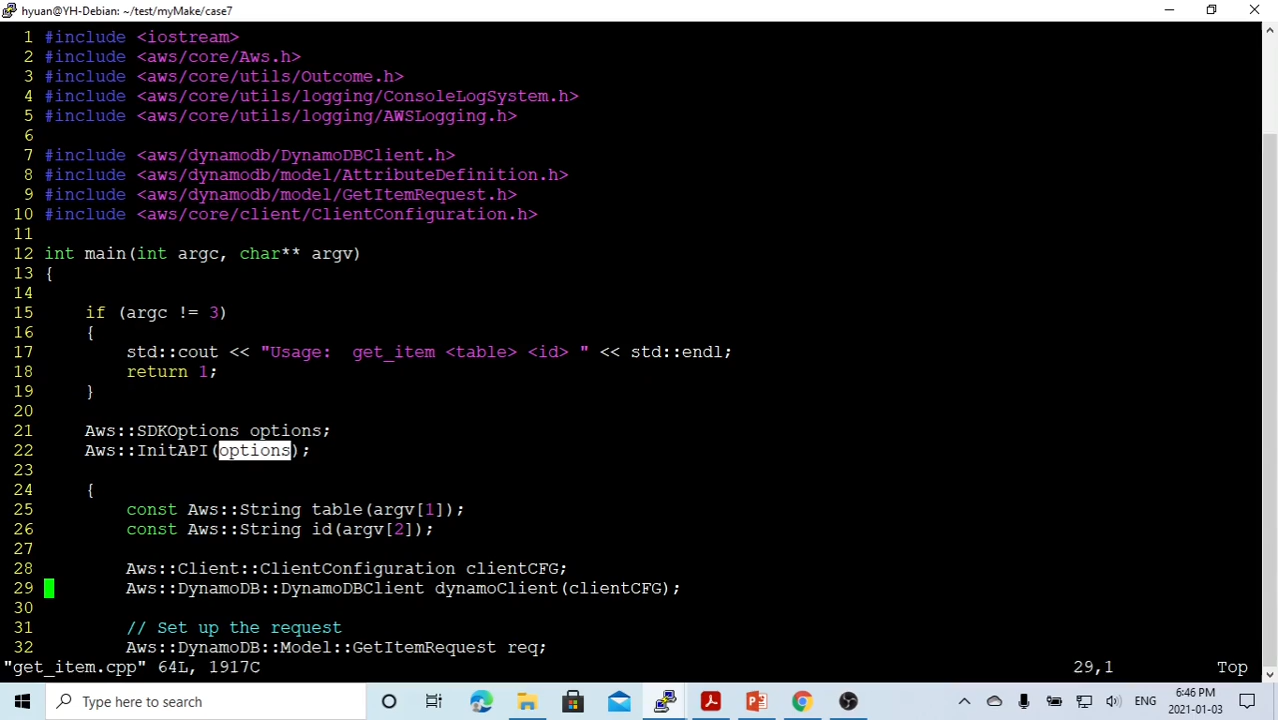 hyuan@YH-Debian: ~/test/myMake/case7
1 #include <iostream>
2 #include <aws/core/Aws.h>
3 #include <aws/core/utils/Outcome.h>
4 #include <aws/core/utils/logging/ConsoleLogSystem.h>
5 #include <aws/core/utils/logging/AWSLogging.h>
6
7 #include <aws/dynamodb/DynamoDBClient.h>
8 #include <aws/dynamodb/model/AttributeDefinition.h>
9 #include <aws/dynamodb/model/GetItemRequest.h>
10 #include <aws/core/client/ClientConfiguration.h>
11
12 int main(int argc, char** argv)
13 {
14
15     if (argc != 3)
16     {
17         std::cout << "Usage:  get_item <table> <id> " << std::endl;
18         return 1;
19     }
20
21     Aws::SDKOptions options;
22     Aws::InitAPI(options);
23
24     {
25         const Aws::String table(argv[1]);
26         const Aws::String id(argv[2]);
27
28         Aws::Client::ClientConfiguration clientCFG;
29         Aws::DynamoDB::DynamoDBClient dynamoClient(clientCFG);
30
31         // Set up the request
32         Aws::DynamoDB::Model::GetItemRequest req;
"get_item.cpp" 64L, 1917C 29,1 Top
Type here to search
ENG
6:46 PM
2021-01-03